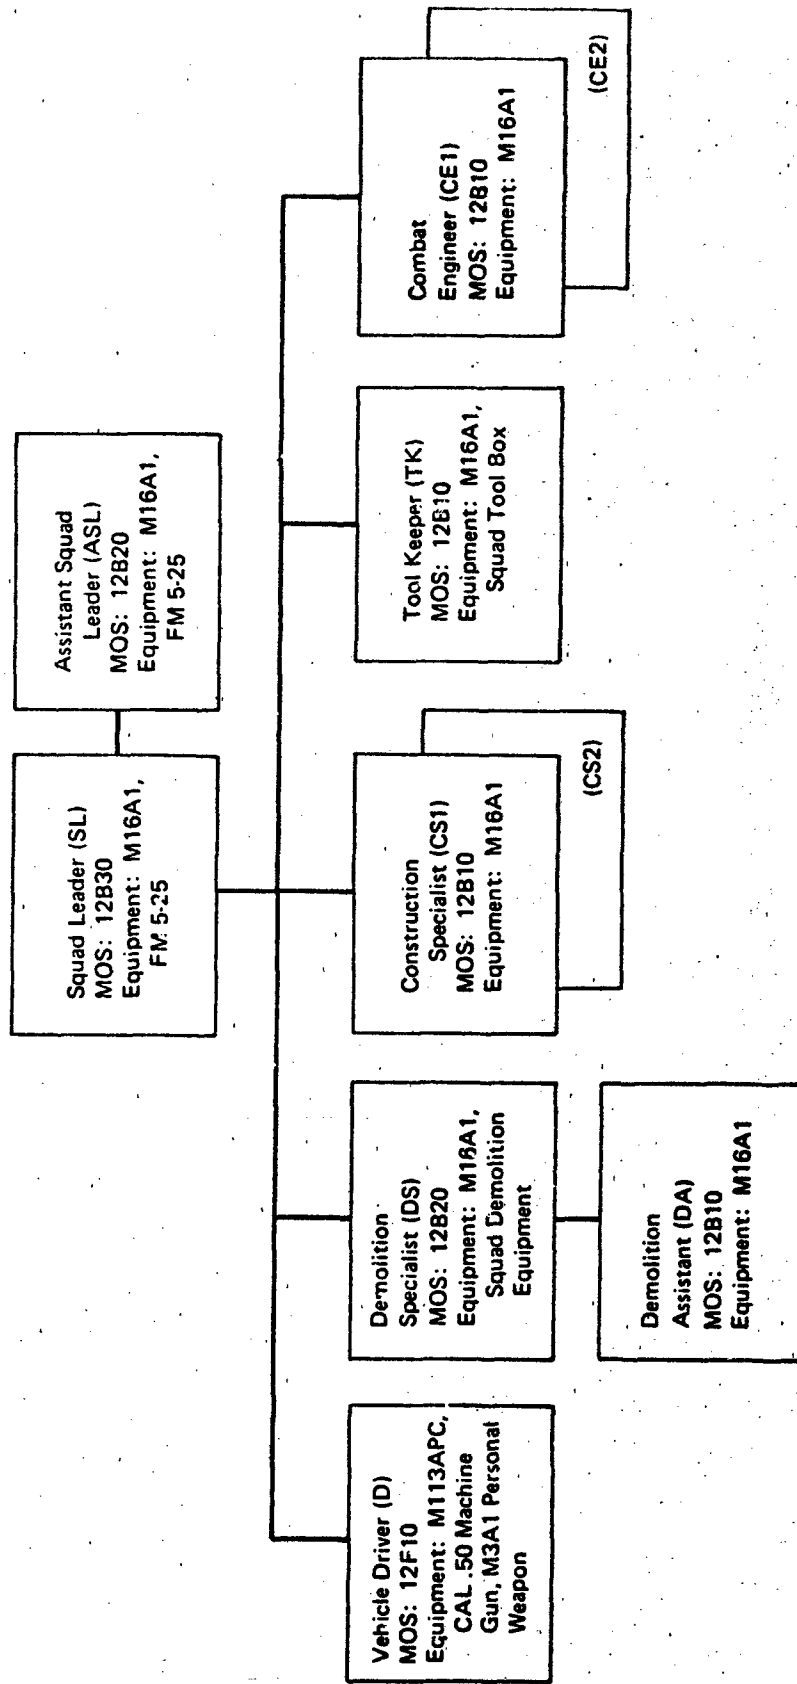 Squad Leader (SL)
MOS: 12B30
Equipment: M16A1,
FM 5-25
Assistant Squad
Leader (ASL)
MOS: 12B20
Equipment: M16A1,
FM 5-25
Vehicle Driver (D)
MOS: 12F10
Equipment: M113APC,
CAL .50 Machine
Gun, M3A1 Personal
Weapon
Demolition
Specialist (DS)
MOS: 12B20
Equipment: M16A1,
Squad Demolition
Equipment
Demolition
Assistant (DA)
MOS: 12B10
Equipment: M16A1
Construction
Specialist (CS1)
MOS: 12B10
Equipment: M16A1
(CS2)
Tool Keeper (TK)
MOS: 12B10
Equipment: M16A1,
Squad Tool Box
Combat
Engineer (CE1)
MOS: 12B10
Equipment: M16A1
(CE2)